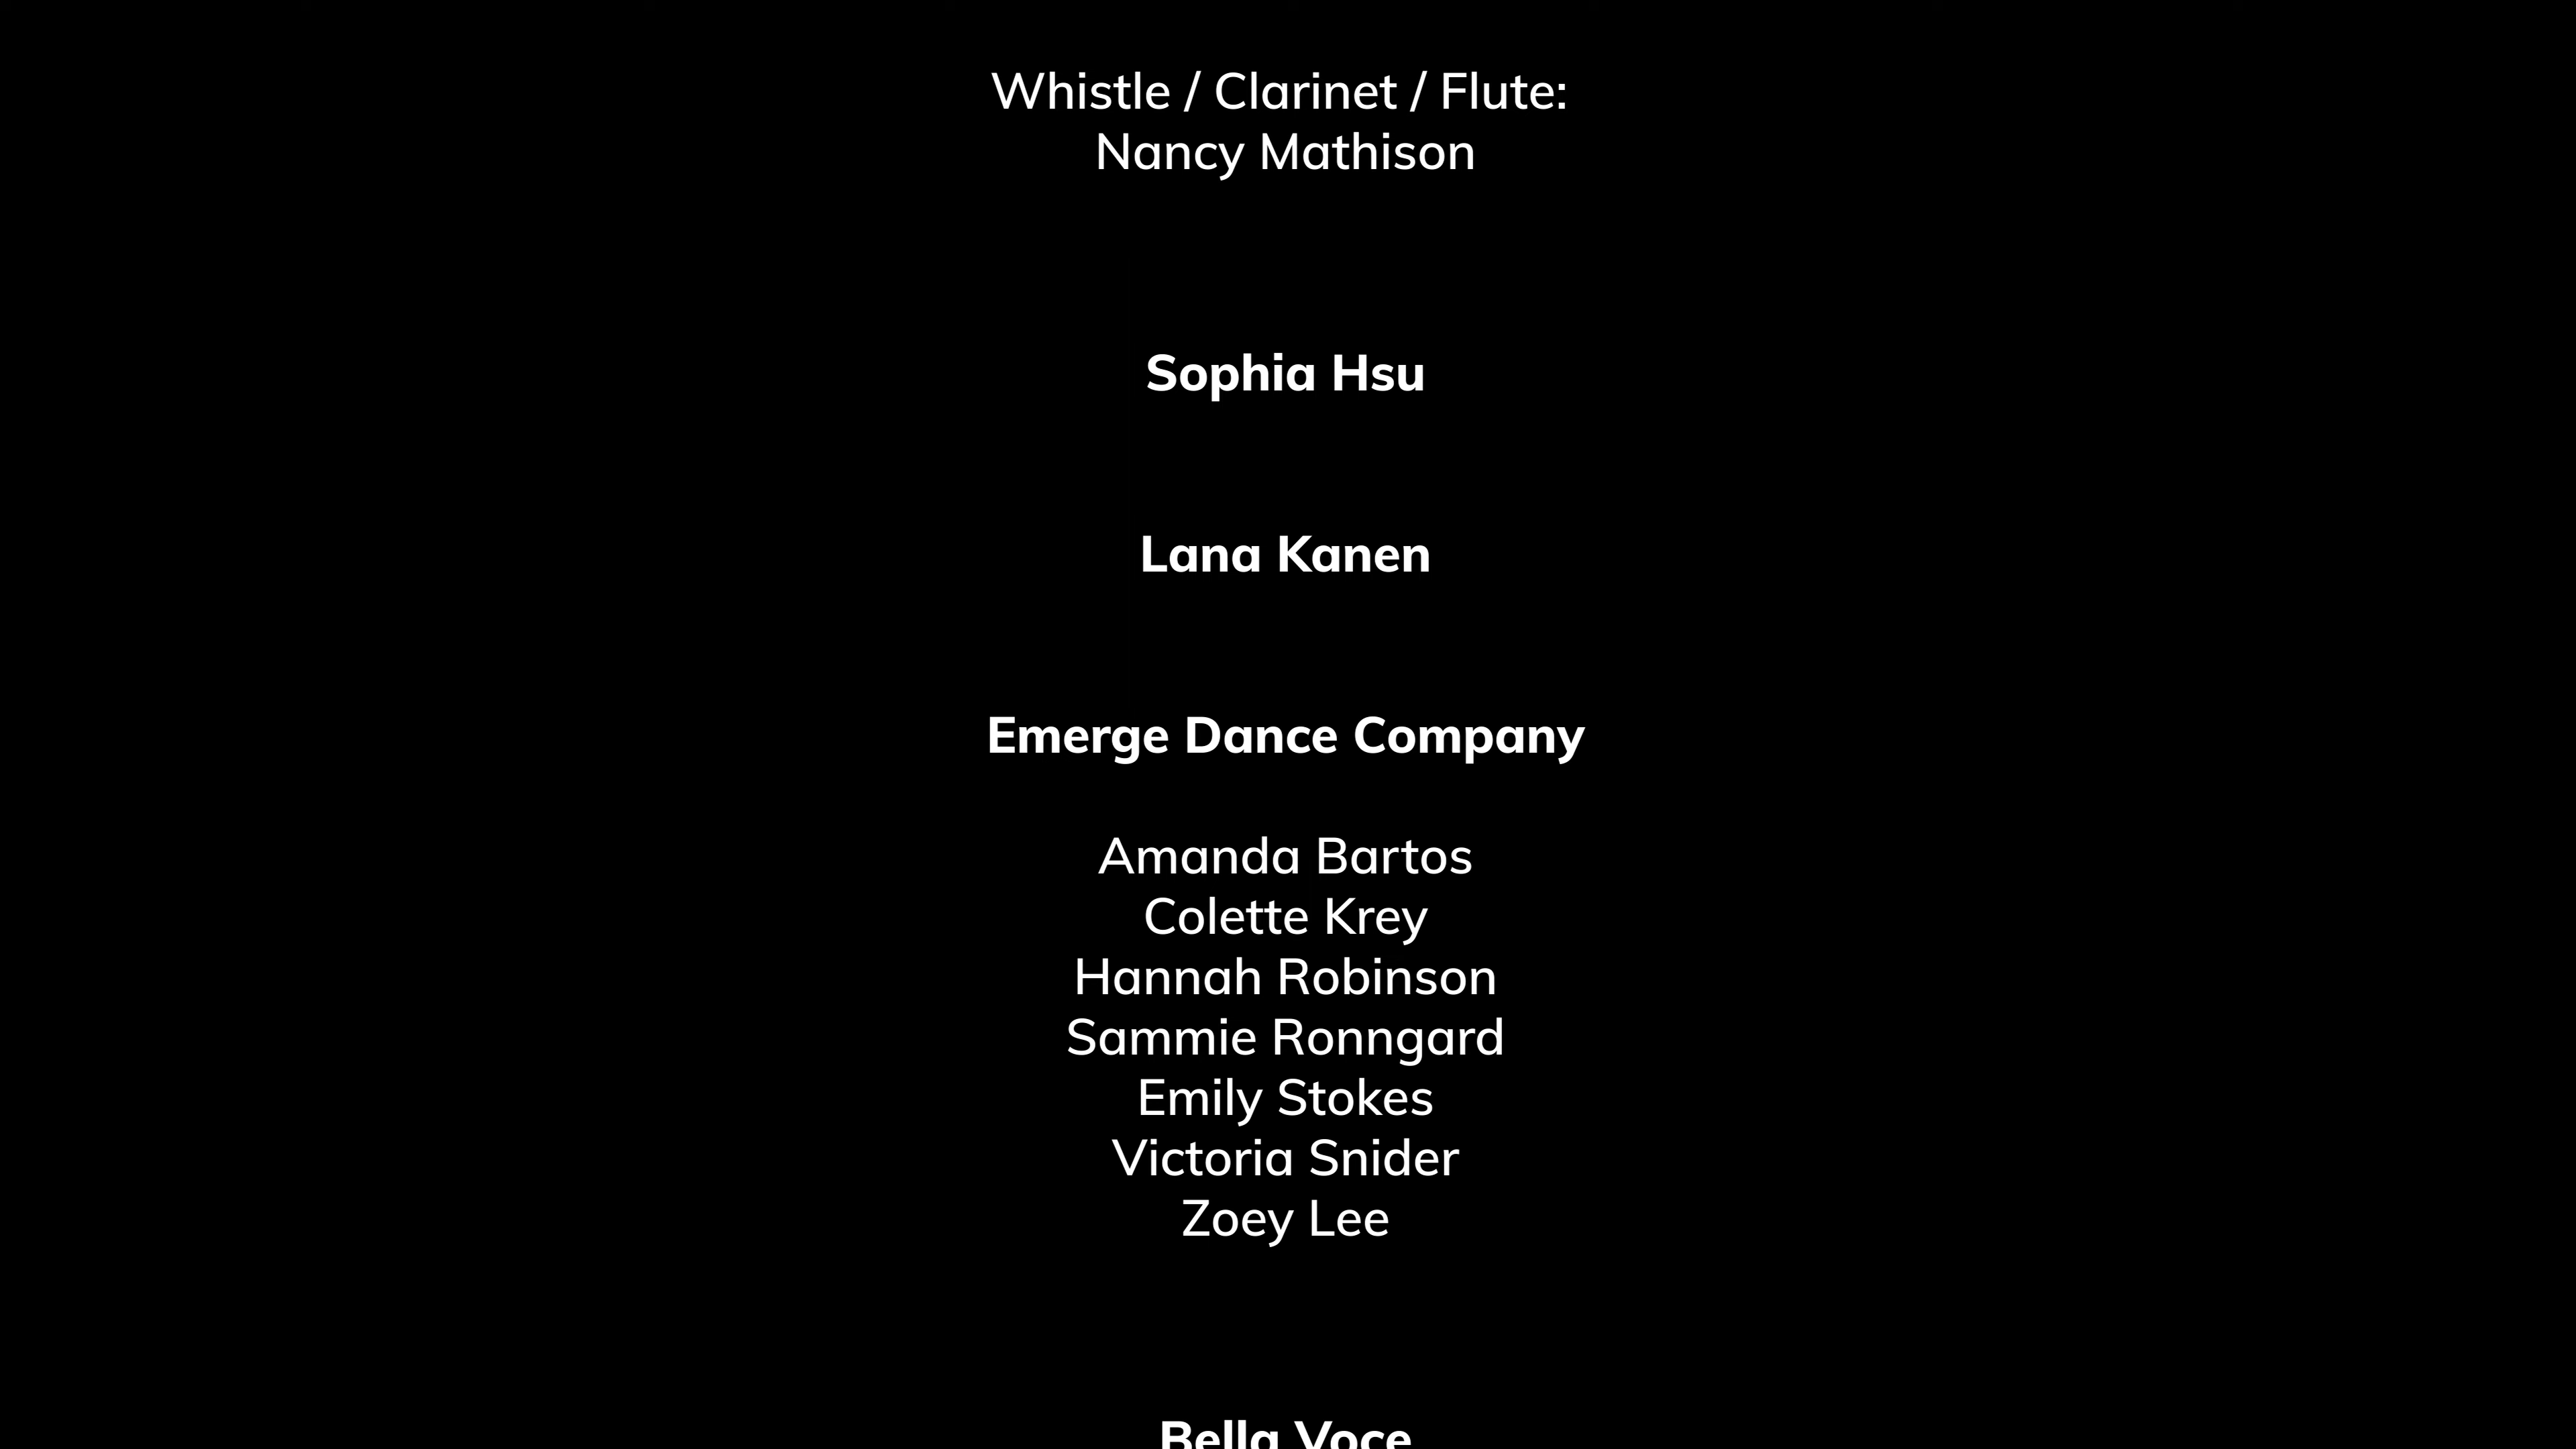 Whistle / Clarinet / Flute:
Nancy Mathison
Sophia Hsu
Lana Kanen
Emerge Dance Company
Amanda Bartos
Colette Krey
Hannah Robinson
Sammie Ronngard
Emily Stokes
Victoria Snider
Zoey Lee
Bella Voce